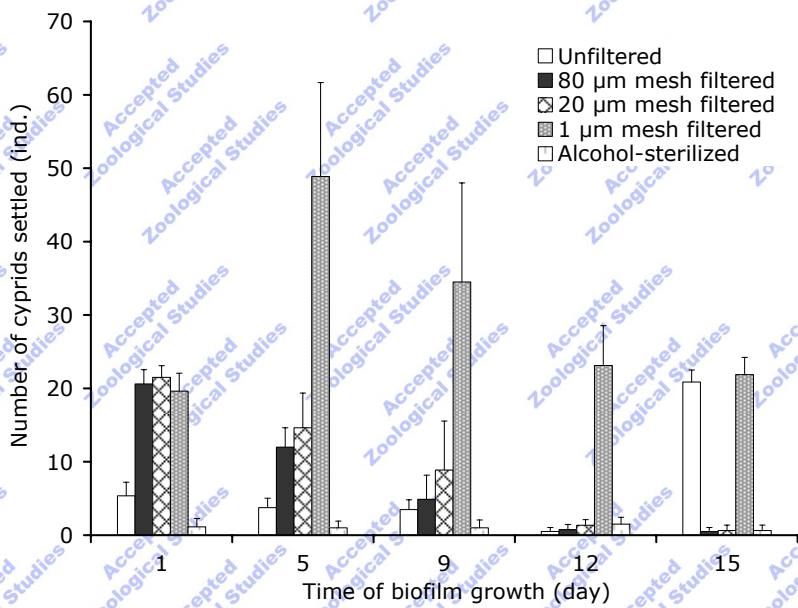 70
60
50
40
30
20
10
0
Number of cyprids settled (ind.)
Unfiltered
80 µm mesh filtered
20 µm mesh filtered
1 µm mesh filtered
Alcohol-sterilized
1 5 9 12 15
Time of biofilm growth (day)
Accepted
Zoological Studies